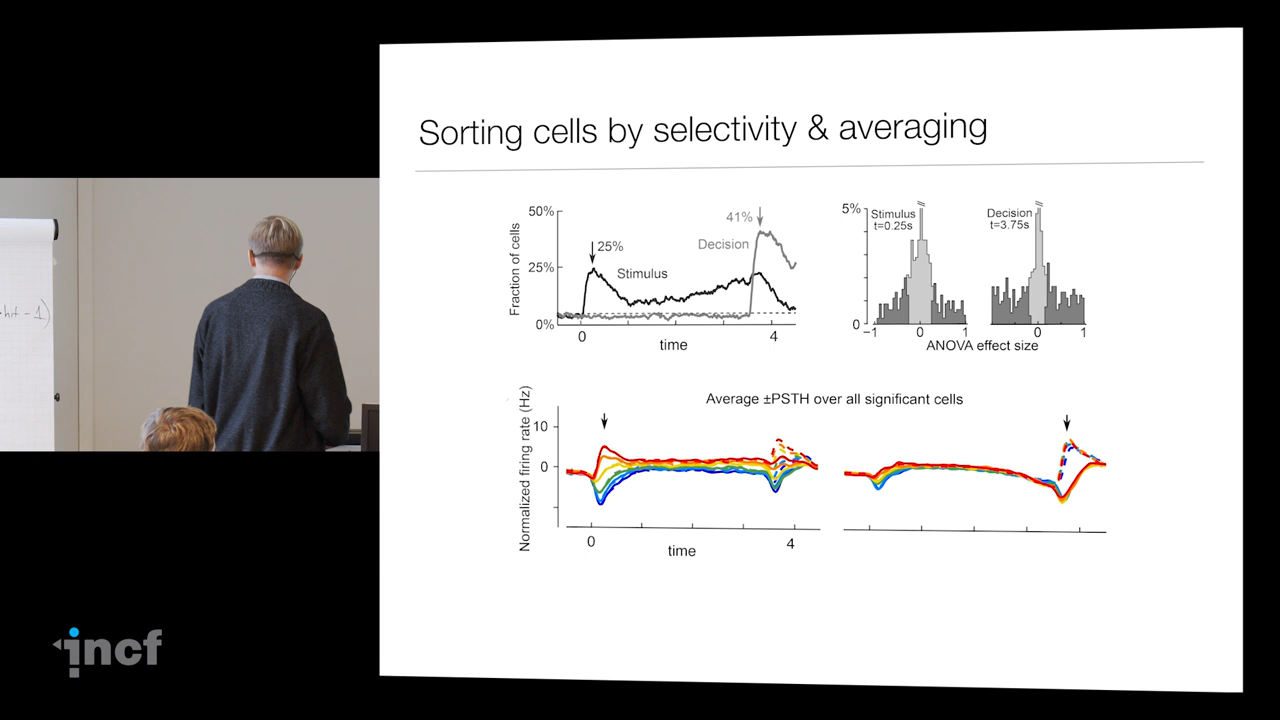 Sorting cells by selectivity & averaging
50%
25%
0%
Fraction of cells
25%
Stimulus
41%
Decision
0
4
time
5%
0
Stimulus
t=0.25s
Decision
t=3.75s
−1
0
1
0
1
ANOVA effect size
Average ±PSTH over all significant cells
Normalized firing rate (Hz)
10
0
0
4
time
hit - 1)
incf